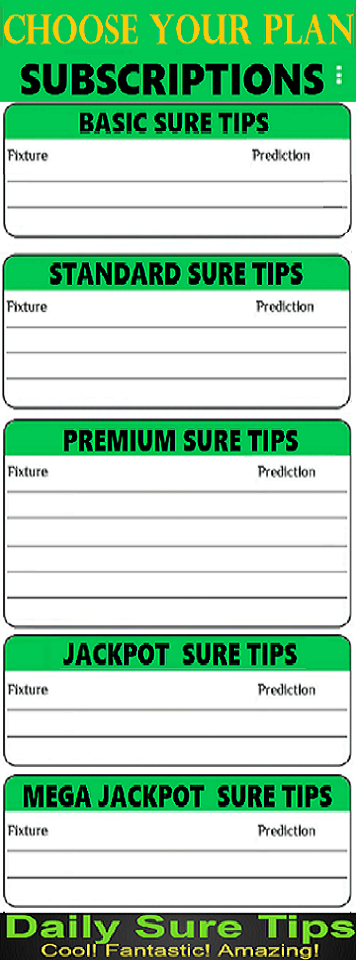 CHOOSE YOUR PLAN
SUBSCRIPTIONS
BASIC SURE TIPS
Fixture Prediction
STANDARD SURE TIPS
Fixture Prediction
PREMIUM SURE TIPS
Fixture Prediction
JACKPOT SURE TIPS
Fixture Prediction
MEGA JACKPOT SURE TIPS
Fixture Prediction
Daily Sure Tips
Cool! Fantastic! Amazing!